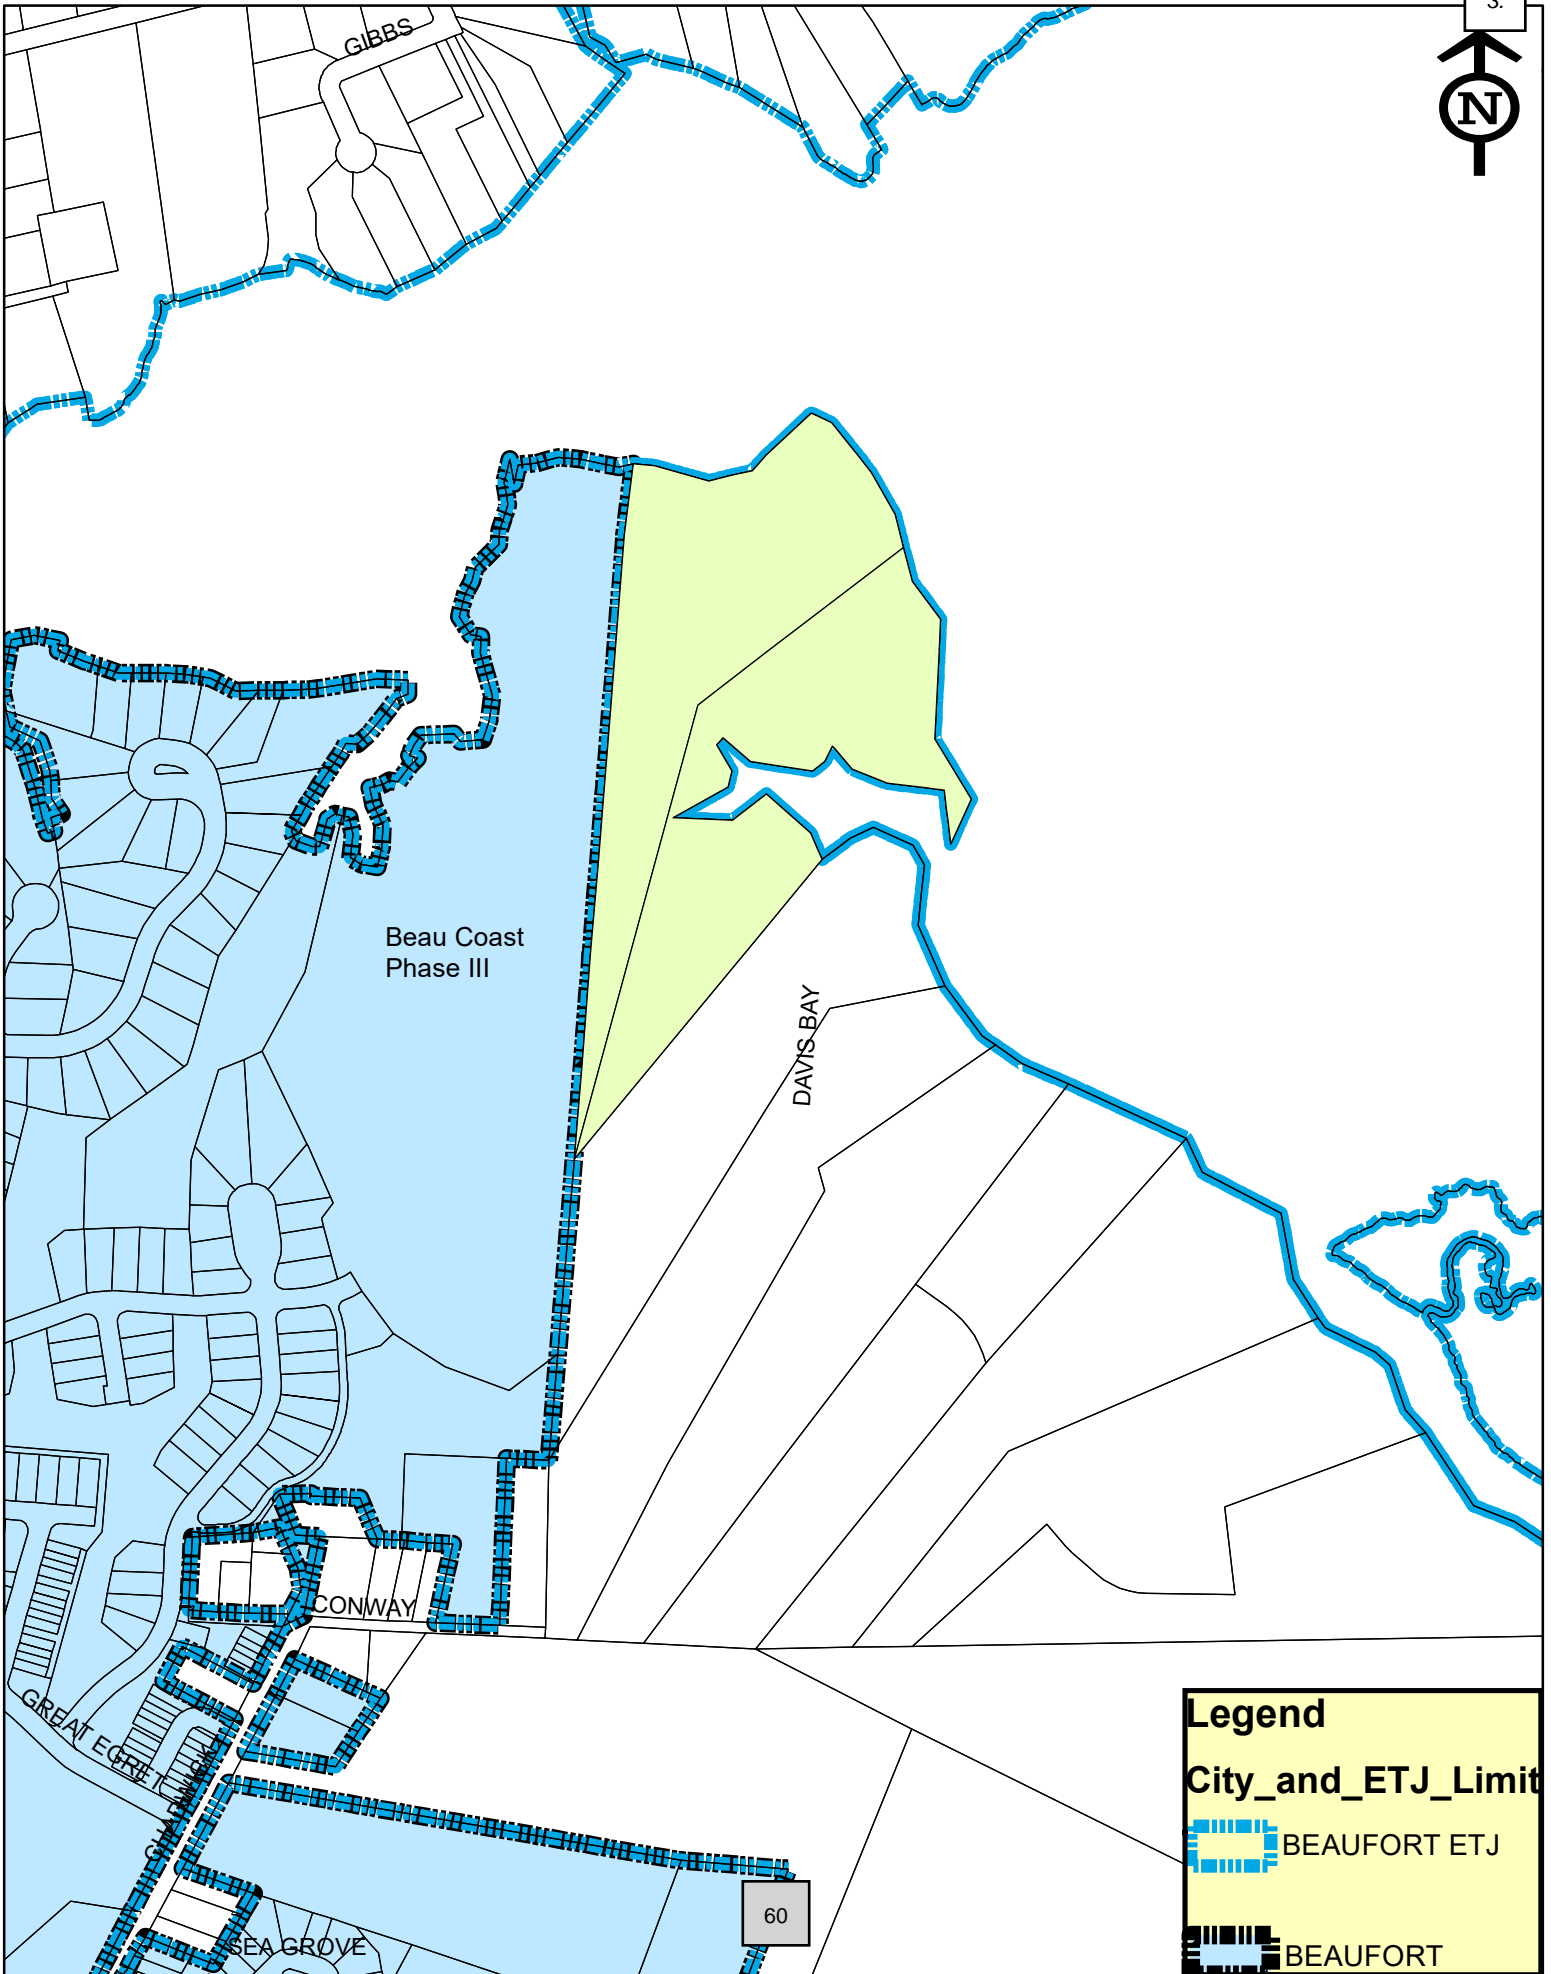 3.
GIBBS
N
Beau Coast
Phase III
DAVIS BAY
CONWAY
GREAT EGRET
CHADWICK
SEA GROVE
60
Legend
City_and_ETJ_Limit
BEAUFORT ETJ
BEAUFORT